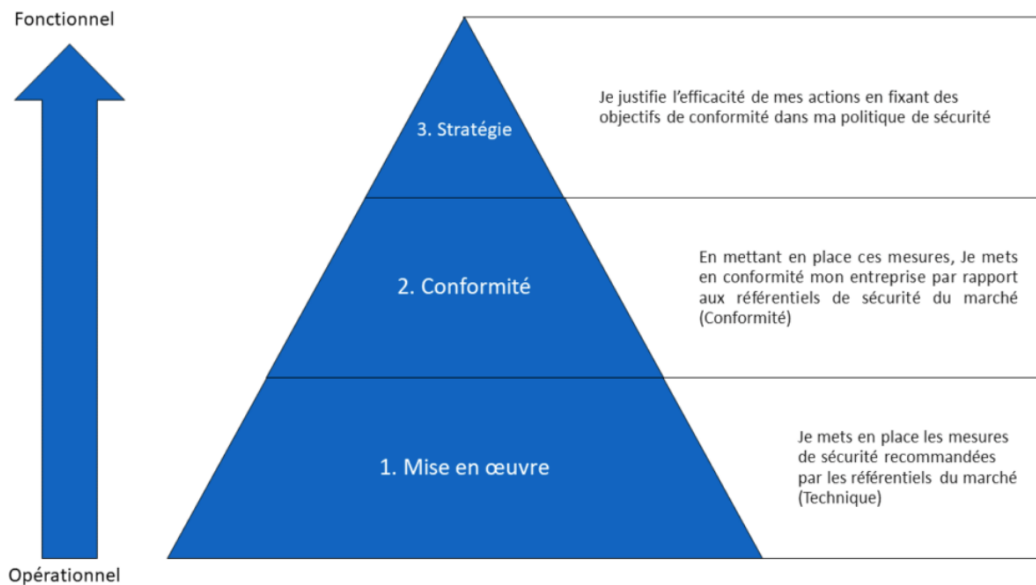 Fonctionnel
3. Stratégie
Je justifie l'efficacité de mes actions en fixant des
objectifs de conformité dans ma politique de sécurité
2. Conformité
En mettant en place ces mesures, Je mets
en conformité mon entreprise par rapport
aux référentiels de sécurité du marché
(Conformité)
1. Mise en œuvre
Je mets en place les mesures
de sécurité recommandées
par les référentiels du marché
(Technique)
Opérationnel